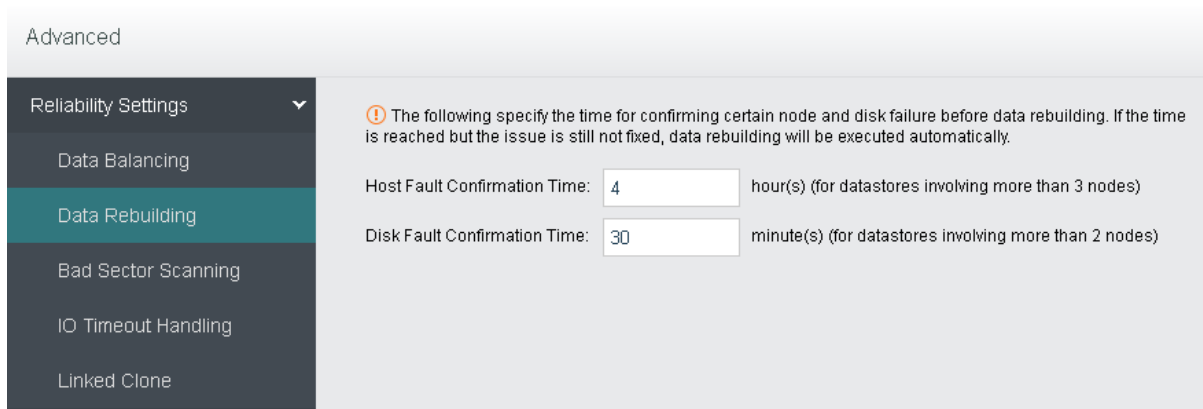 Advanced
Reliability Settings
Data Balancing
Data Rebuilding
Bad Sector Scanning
IO Timeout Handling
Linked Clone
The following specify the time for confirming certain node and disk failure before data rebuilding. If the time
is reached but the issue is still not fixed, data rebuilding will be executed automatically.
Host Fault Confirmation Time: 4 hour(s) (for datastores involving more than 3 nodes)
Disk Fault Confirmation Time: 30 minute(s) (for datastores involving more than 2 nodes)